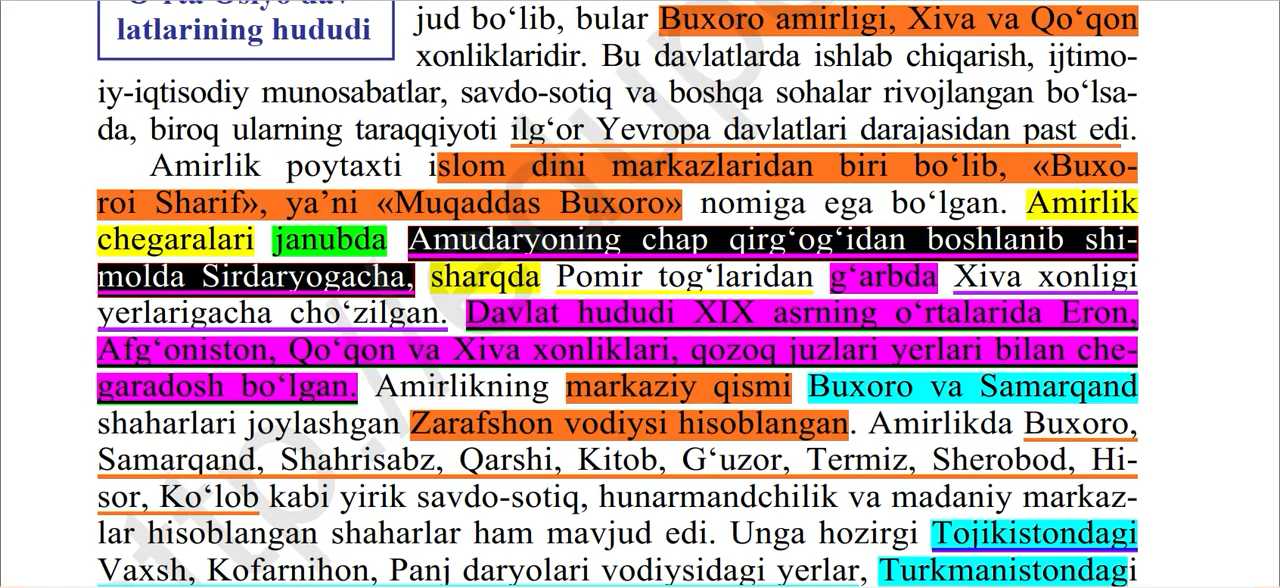 latlarining hududi
jud bo‘lib, bular Buxoro amirligi, Xiva va Qo‘qon
xonliklaridir. Bu davlatlarda ishlab chiqarish, ijtimo-
iy-iqtisodiy munosabatlar, savdo-sotiq va boshqa sohalar rivojlangan bo‘lsa-
da, biroq ularning taraqqiyoti ilg‘or Yevropa davlatlari darajasidan past edi.
Amirlik poytaxti islom dini markazlaridan biri bo‘lib, «Buxo-
roi Sharif», ya’ni «Muqaddas Buxoro» nomiga ega bo‘lgan. Amirlik
chegaralari janubda Amudaryoning chap qirg‘og‘idan boshlanib shi-
molda Sirdaryogacha, sharqda Pomir tog‘laridan g‘arbda Xiva xonligi
yerlarigacha cho‘zilgan. Davlat hududi XIX asrning o‘rtalarida Eron,
Afg‘oniston, Qo‘qon va Xiva xonliklari, qozoq juzlari yerlari bilan che-
garadosh bo‘lgan. Amirlikning markaziy qismi Buxoro va Samarqand
shaharlari joylashgan Zarafshon vodiysi hisoblangan. Amirlikda Buxoro,
Samarqand, Shahrisabz, Qarshi, Kitob, G‘uzor, Termiz, Sherobod, Hi-
sor, Ko‘lob kabi yirik savdo-sotiq, hunarmandchilik va madaniy markaz-
lar hisoblangan shaharlar ham mavjud edi. Unga hozirgi Tojikistondagi
Vaxsh, Kofarnihon, Panj daryolari vodiysidagi yerlar, Turkmanistondagi